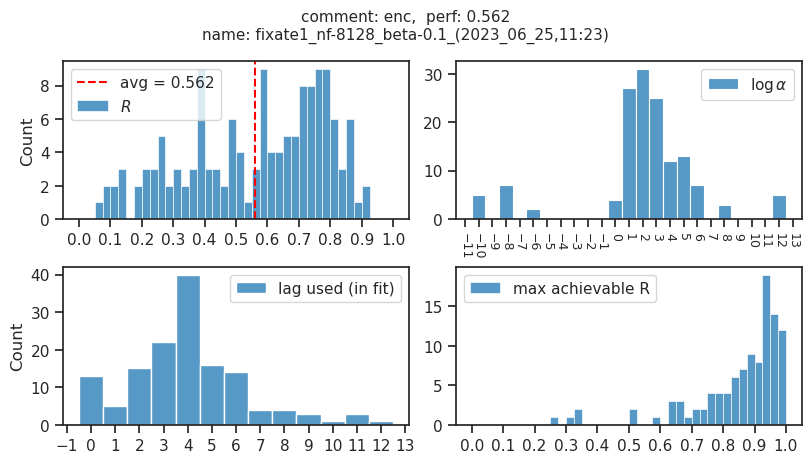 comment: enc,  perf: 0.562
name: fixate1_nf-8128_beta-0.1_(2023_06_25,11:23)
Count
8
6
4
2
0
avg = 0.562
R
0.0 0.1 0.2 0.3 0.4 0.5 0.6 0.7 0.8 0.9 1.0
30
20
10
0
log α
−11 −10 −9 −8 −7 −6 −5 −4 −3 −2 −1 0 1 2 3 4 5 6 7 8 9 10 11 12 13
Count
40
30
20
10
0
lag used (in fit)
−1 0 1 2 3 4 5 6 7 8 9 10 11 12 13
15
10
5
0
max achievable R
0.0 0.1 0.2 0.3 0.4 0.5 0.6 0.7 0.8 0.9 1.0